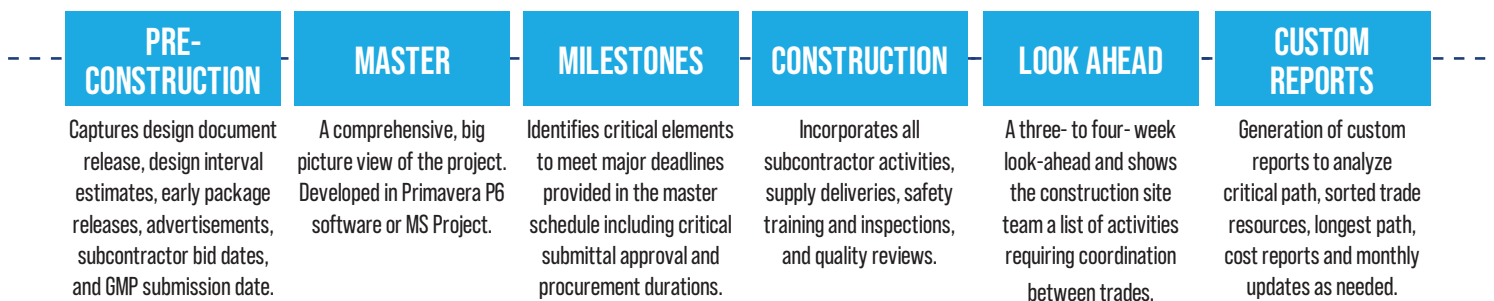 PRE-
CONSTRUCTION
Captures design document
release, design interval
estimates, early package
releases, advertisements,
subcontractor bid dates,
and GMP submission date.
MASTER
A comprehensive, big
picture view of the project.
Developed in Primavera P6
software or MS Project.
MILESTONES
Identifies critical elements
to meet major deadlines
provided in the master
schedule including critical
submittal approval and
procurement durations.
CONSTRUCTION
Incorporates all
subcontractor activities,
supply deliveries, safety
training and inspections,
and quality reviews.
LOOK AHEAD
A three- to four- week
look-ahead and shows
the construction site
team a list of activities
requiring coordination
between trades.
CUSTOM
REPORTS
Generation of custom
reports to analyze
critical path, sorted trade
resources, longest path,
cost reports and monthly
updates as needed.